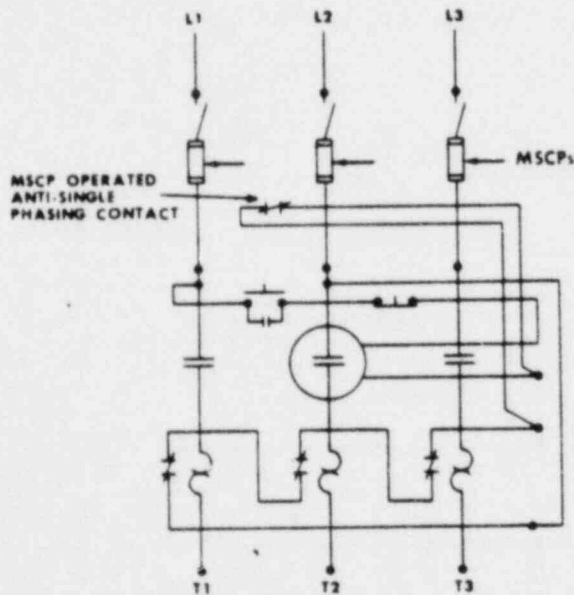 L1 L2 L3
MSCPs
MSCP OPERATED
ANTI-SINGLE
PHASING CONTACT
T1 T2 T3